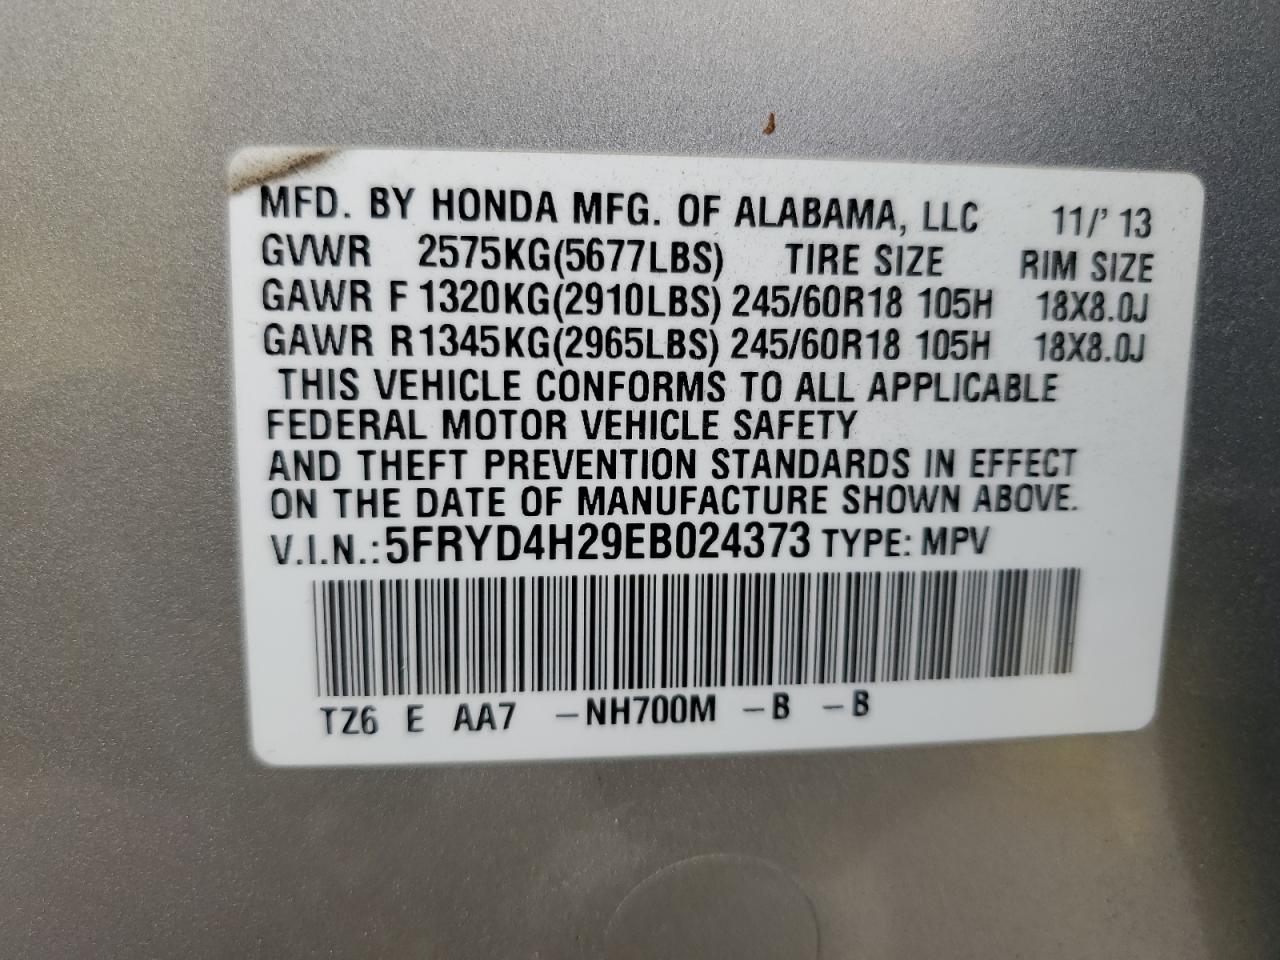 MFD. BY HONDA MFG. OF ALABAMA, LLC 11/' 13
GVWR 2575KG(5677LBS) TIRE SIZE RIM SIZE
GAWR F 1320KG(2910LBS) 245/60R18 105H 18X8.0J
GAWR R1345KG(2965LBS) 245/60R18 105H 18X8.0J
THIS VEHICLE CONFORMS TO ALL APPLICABLE
FEDERAL MOTOR VEHICLE SAFETY
AND THEFT PREVENTION STANDARDS IN EFFECT
ON THE DATE OF MANUFACTURE SHOWN ABOVE.
V.I.N.:5FRYD4H29EB024373 TYPE: MPV
TZ6 E AA7 –NH700M –B –B